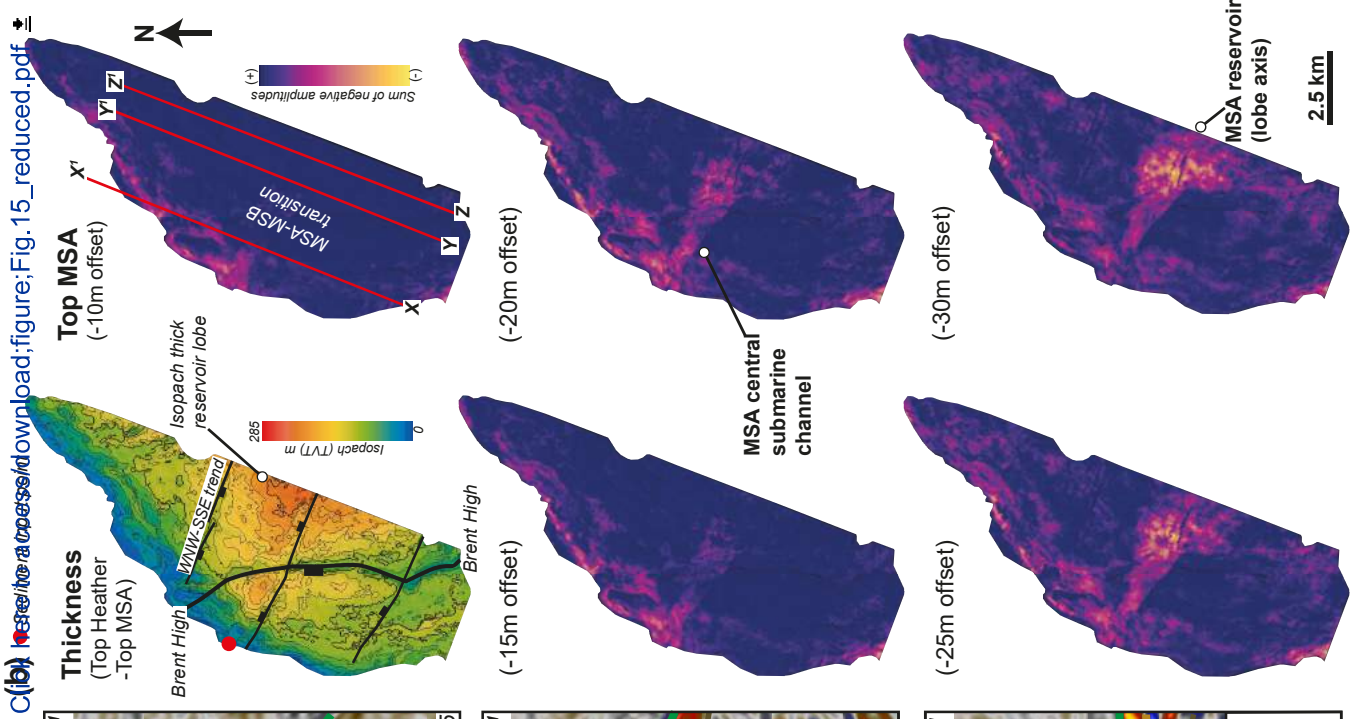 Click here to access/download;figure;Fig.15_reduced.pdf
(b)
Thickness
(Top Heather
-Top MSA)
Brent High
WNW-SSE trend
Isopach thick
reservoir lobe
285
Isopach (TVT) m
0
Brent High
Top MSA
(-10m offset)
X¹
Y¹
Z¹
N
(+)
Sum of negative amplitudes
(-)
MSA-MSB
transition
X
Y
Z
(-15m offset)
(-20m offset)
MSA central
submarine
channel
(-25m offset)
(-30m offset)
MSA reservoir
(lobe axis)
2.5 km